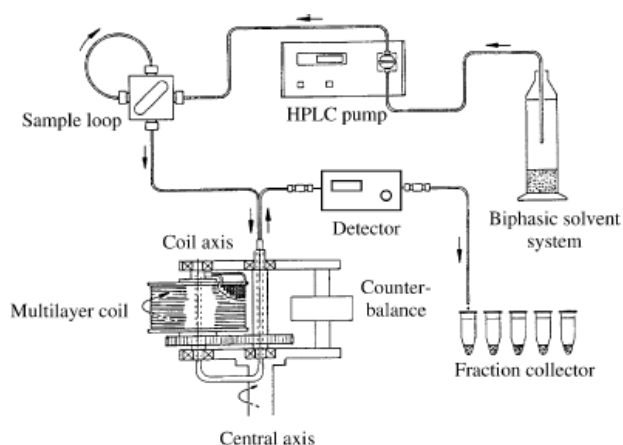 Sample loop
HPLC pump
Biphasic solvent
system
Detector
Coil axis
Multilayer coil
Counter-
balance
Fraction collector
Central axis